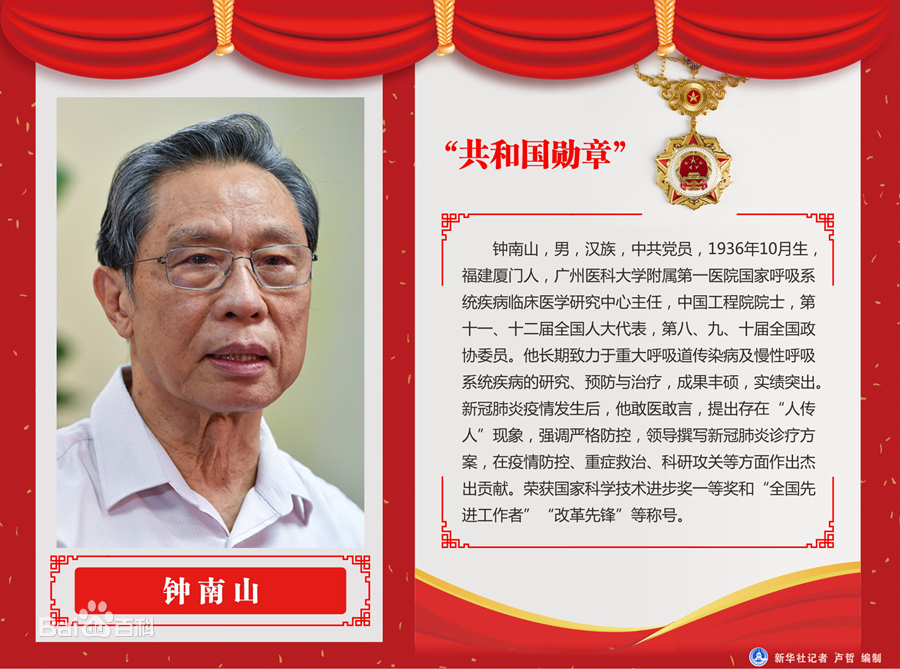 “共和国勋章”
钟南山，男，汉族，中共党员，1936年10月生，
福建厦门人，广州医科大学附属第一医院国家呼吸系
统疾病临床医学研究中心主任，中国工程院院士，第
十一、十二届全国人大代表，第八、九、十届全国政
协委员。他长期致力于重大呼吸道传染病及慢性呼吸
系统疾病的研究、预防与治疗，成果丰硕，实绩突出。
新冠肺炎疫情发生后，他敢医敢言，提出存在“人传
人”现象，强调严格防控，领导撰写新冠肺炎诊疗方
案，在疫情防控、重症救治、科研攻关等方面作出杰
出贡献。荣获国家科学技术进步奖一等奖和“全国先
进工作者”“改革先锋”等称号。
钟南山
Baidu百科
新华社记者 卢哲 编制